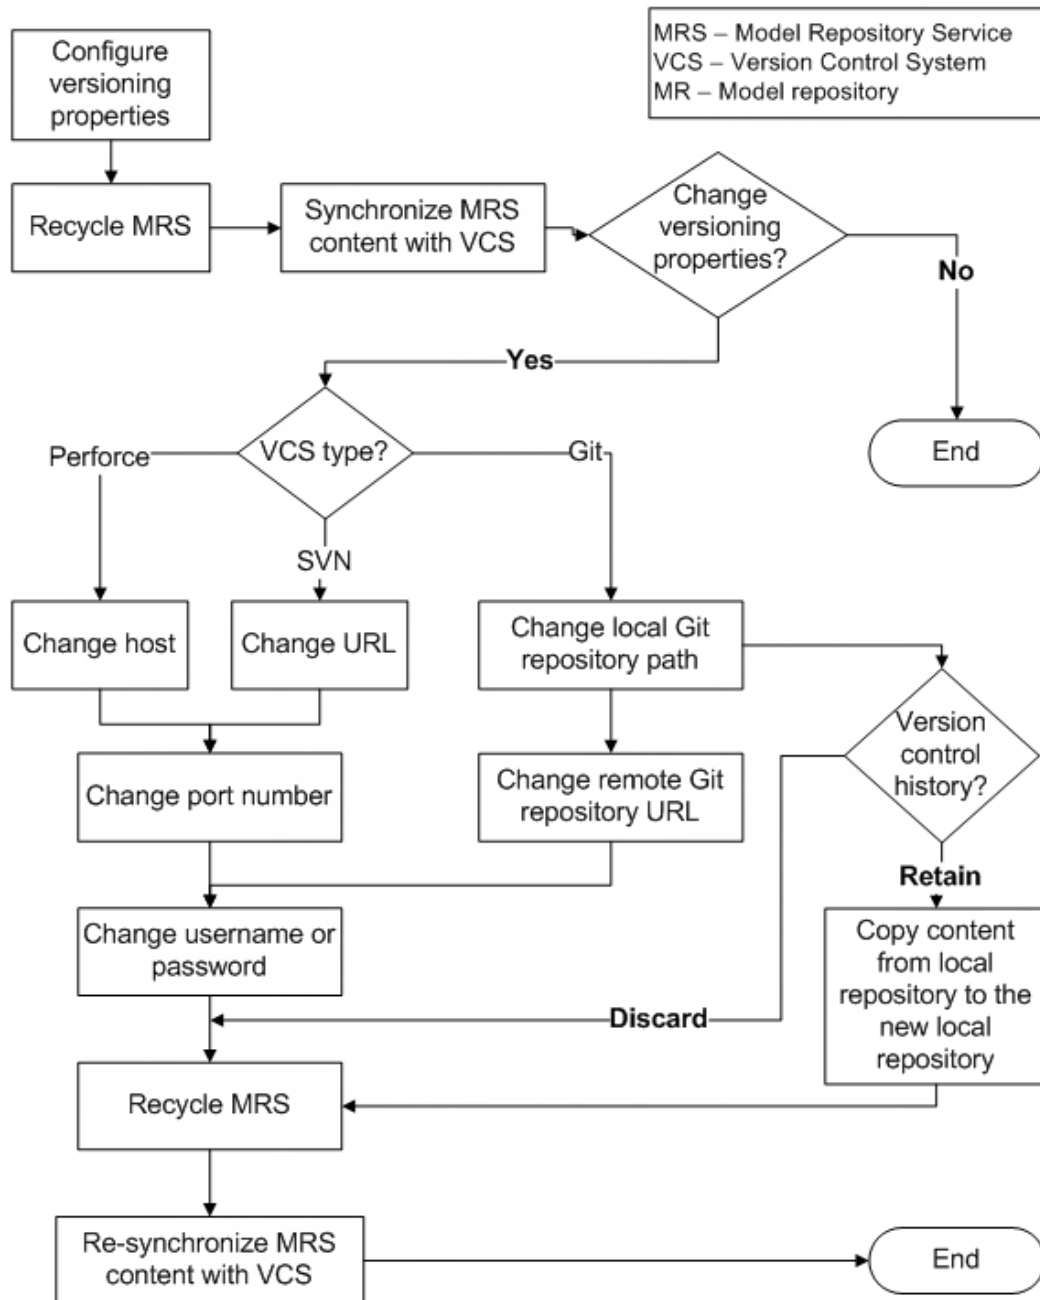 Configure
versioning
properties
MRS – Model Repository Service
VCS – Version Control System
MR – Model repository
Recycle MRS
Synchronize MRS
content with VCS
Change
versioning
properties?
No
Yes
End
VCS type?
Perforce
Git
SVN
Change host
Change URL
Change local Git
repository path
Version
control
history?
Change port number
Change remote Git
repository URL
Retain
Change username or
password
Copy content
from local
repository to the
new local
repository
Discard
Recycle MRS
Re-synchronize MRS
content with VCS
End